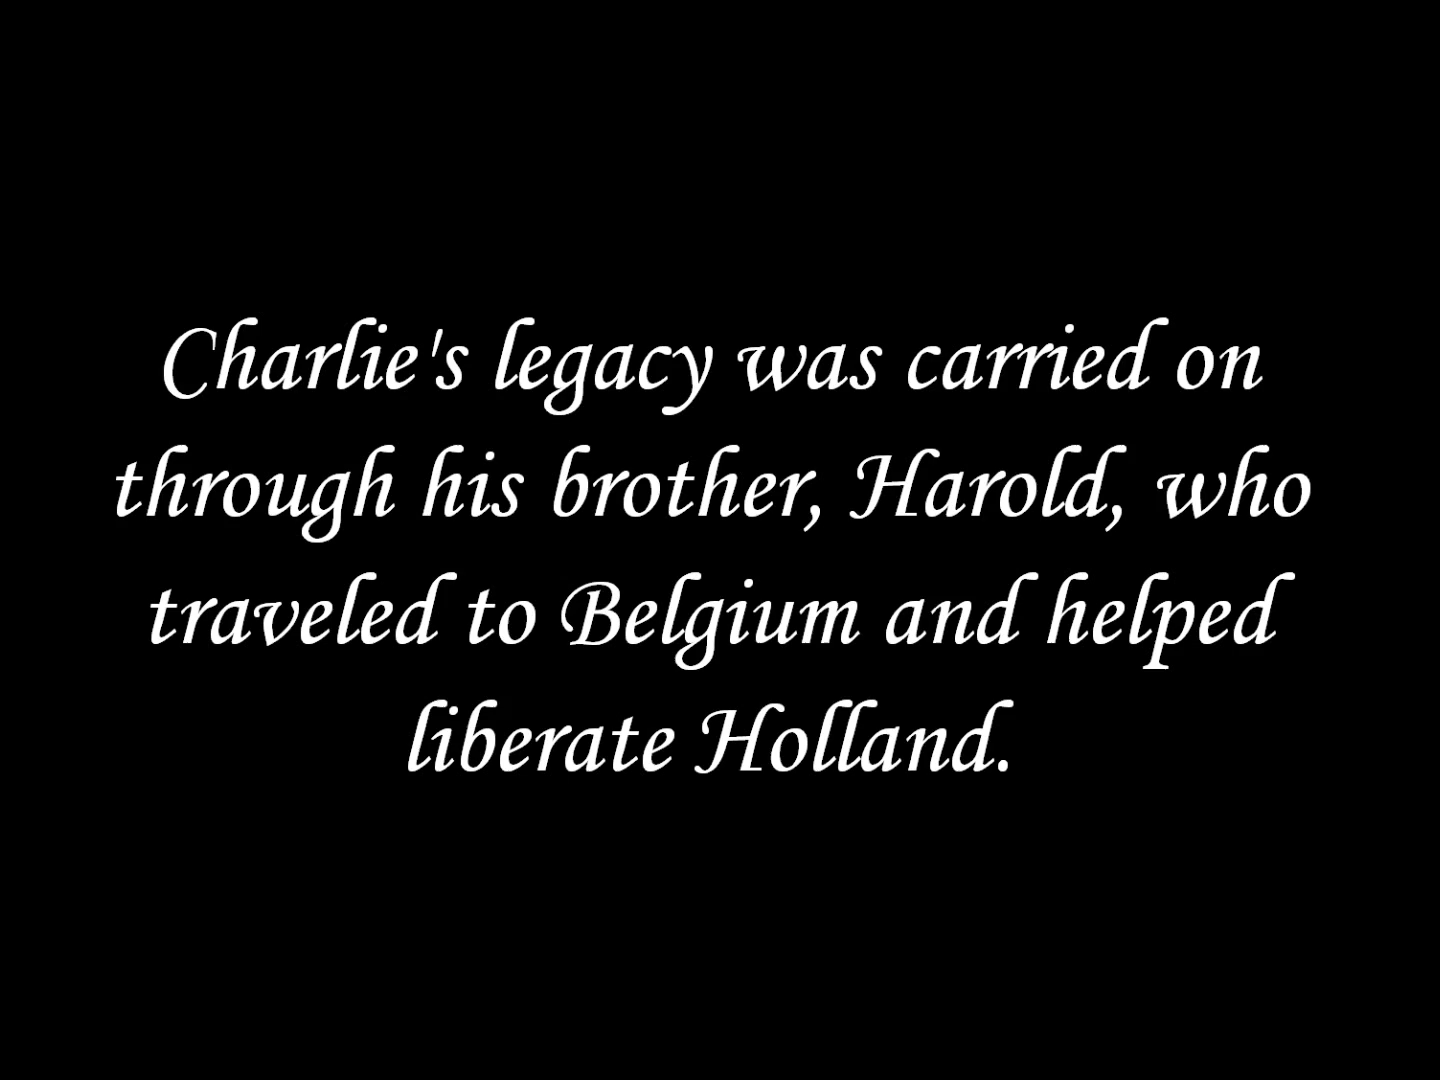 Charlie's legacy was carried on
through his brother, Harold, who
traveled to Belgium and helped
liberate Holland.